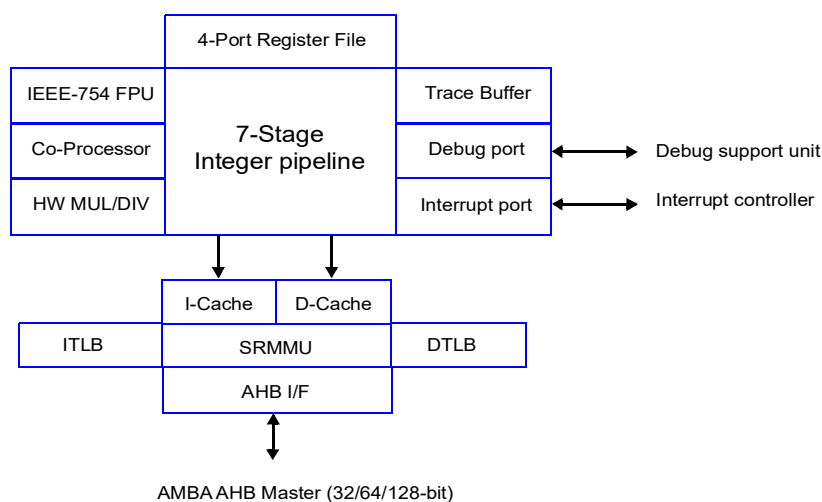 4-Port Register File
IEEE-754 FPU
Trace Buffer
7-Stage
Integer pipeline
Co-Processor
Debug port
Debug support unit
HW MUL/DIV
Interrupt port
Interrupt controller
I-Cache
D-Cache
ITLB
SRMMU
DTLB
AHB I/F
AMBA AHB Master (32/64/128-bit)